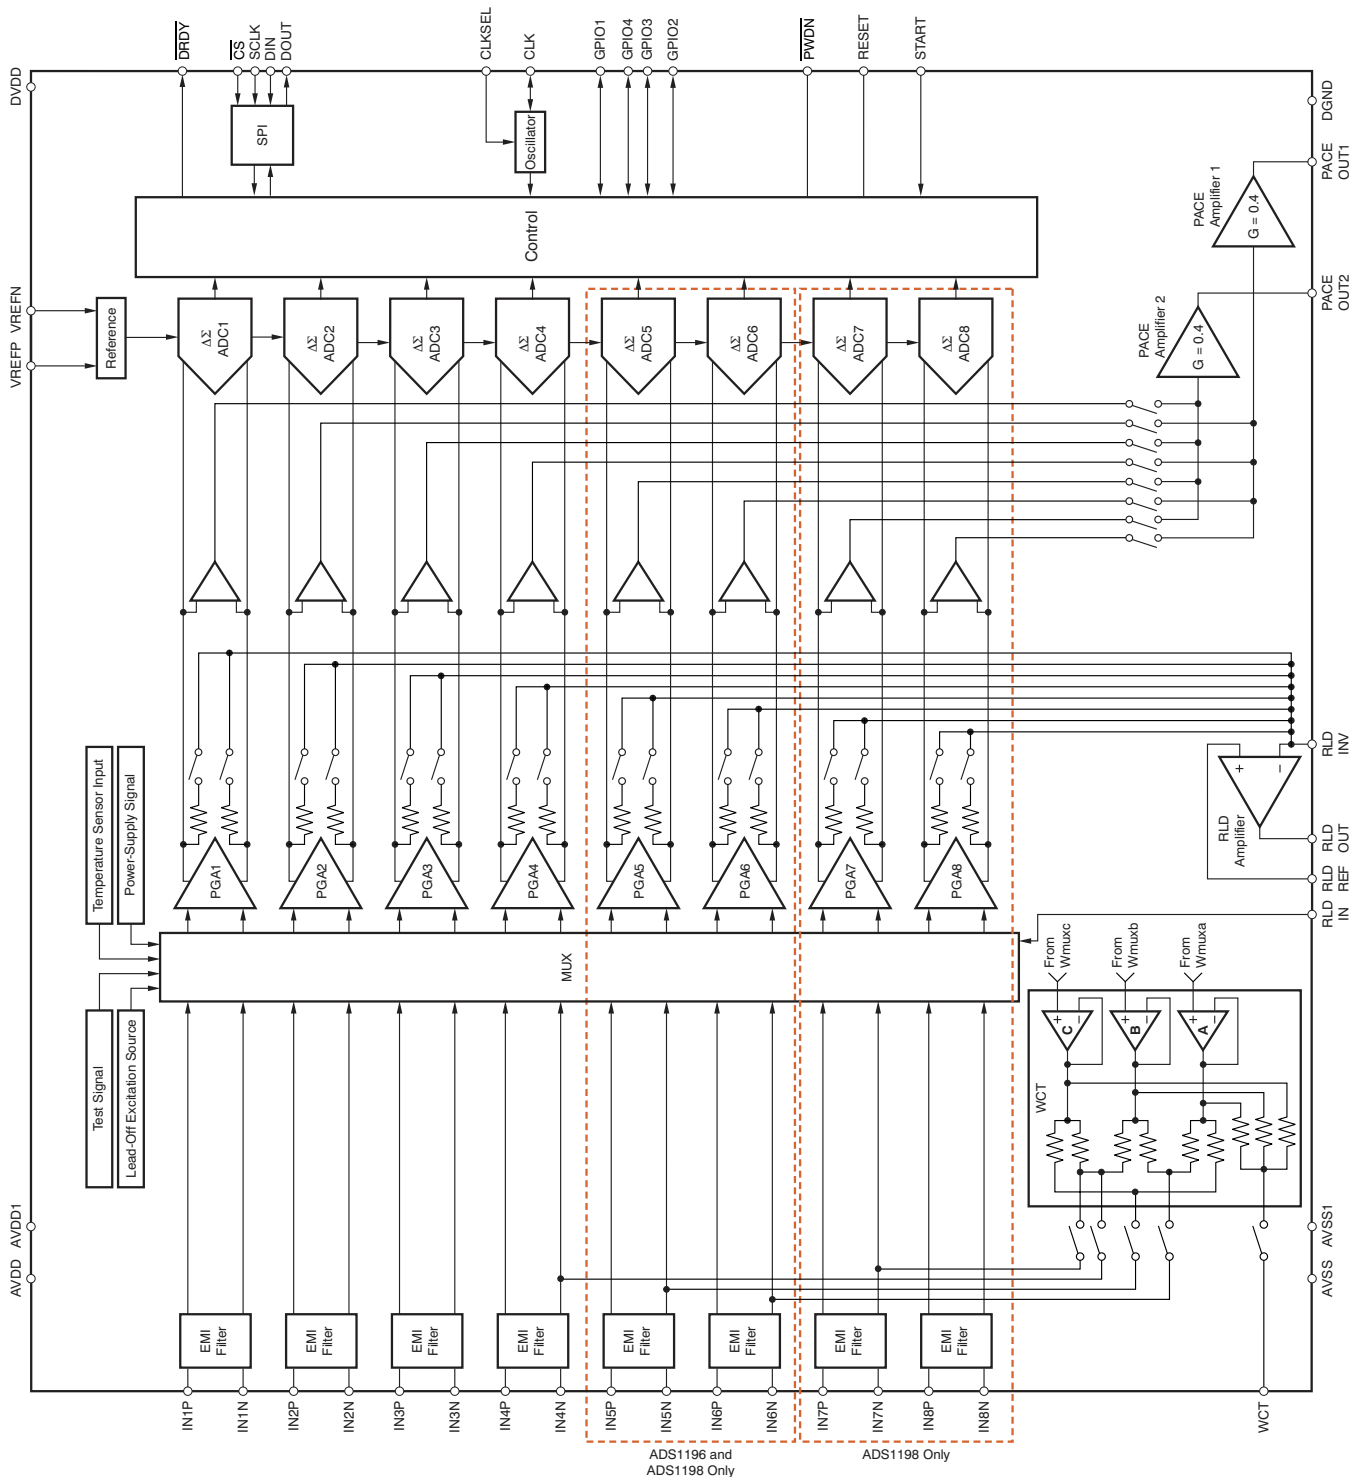 DRDY
CS
SCLK
DIN
DOUT
CLKSEL
CLK
GPIO1
GPIO4
GPIO3
GPIO2
PWDN
RESET
START
DVDD
SPI
Oscillator
DGND
Control
PACE
OUT1
PACE
Amplifier 1
G = 0.4
VREFN
VREFP
Reference
ΔΣ
ADC1
ΔΣ
ADC2
ΔΣ
ADC3
ΔΣ
ADC4
ΔΣ
ADC5
ΔΣ
ADC6
ΔΣ
ADC7
ΔΣ
ADC8
PACE
OUT2
PACE
Amplifier 2
G = 0.4
RLD
INV
+
−
RLD
Amplifier
RLD
OUT
RLD
REF
RLD
IN
Temperature Sensor Input
Power-Supply Signal
PGA1
PGA2
PGA3
PGA4
PGA5
PGA6
PGA7
PGA8
MUX
Test Signal
Lead-Off Excitation Source
From
Wmuxc
From
Wmuxb
From
Wmuxa
+
−
C
+
−
B
+
−
A
WCT
AVDD1
AVDD
AVSS1
AVSS
EMI
Filter
EMI
Filter
EMI
Filter
EMI
Filter
EMI
Filter
EMI
Filter
EMI
Filter
EMI
Filter
IN1P
IN1N
IN2P
IN2N
IN3P
IN3N
IN4P
IN4N
IN5P
IN5N
IN6P
IN6N
IN7P
IN7N
IN8P
IN8N
WCT
ADS1196 and
ADS1198 Only
ADS1198 Only